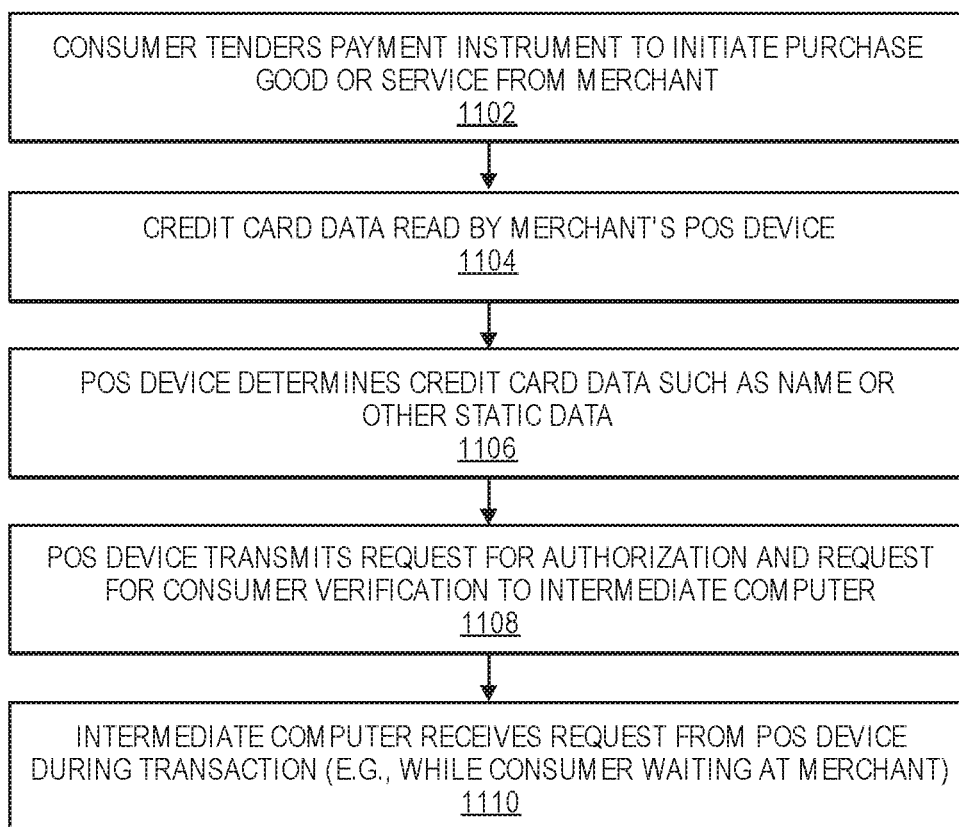 CONSUMER TENDERS PAYMENT INSTRUMENT TO INITIATE PURCHASE
GOOD OR SERVICE FROM MERCHANT
1102
CREDIT CARD DATA READ BY MERCHANT'S POS DEVICE
1104
POS DEVICE DETERMINES CREDIT CARD DATA SUCH AS NAME OR
OTHER STATIC DATA
1106
POS DEVICE TRANSMITS REQUEST FOR AUTHORIZATION AND REQUEST
FOR CONSUMER VERIFICATION TO INTERMEDIATE COMPUTER
1108
INTERMEDIATE COMPUTER RECEIVES REQUEST FROM POS DEVICE
DURING TRANSACTION (E.G., WHILE CONSUMER WAITING AT MERCHANT)
1110